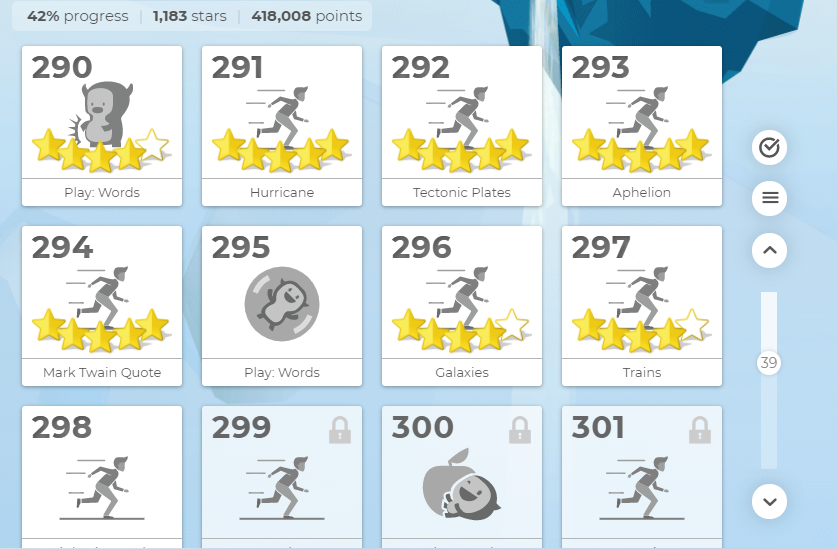 42% progress | 1,183 stars | 418,008 points
290
291
292
293
Play: Words
Hurricane
Tectonic Plates
Aphelion
294
295
296
297
Mark Twain Quote
Play: Words
Galaxies
Trains
39
298
299
300
301